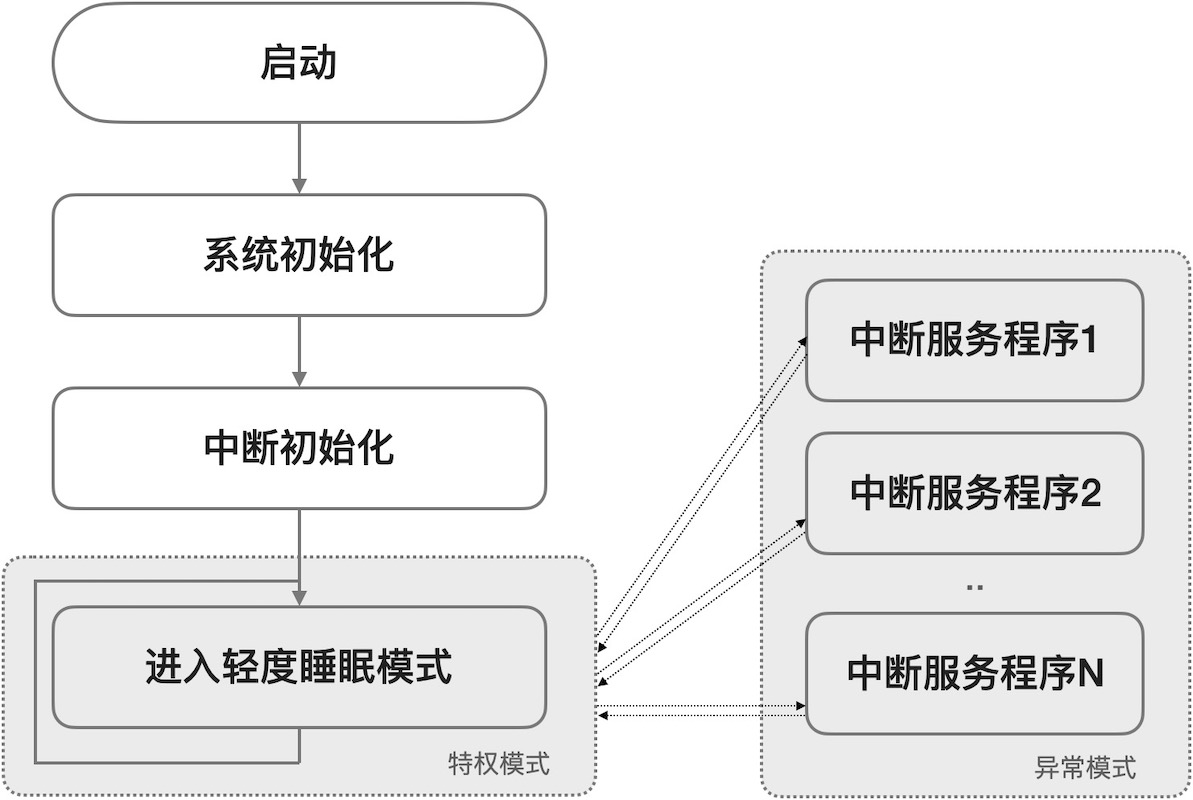 启动
系统初始化
中断初始化
进入轻度睡眠模式
特权模式
中断服务程序1
中断服务程序2
..
中断服务程序N
异常模式